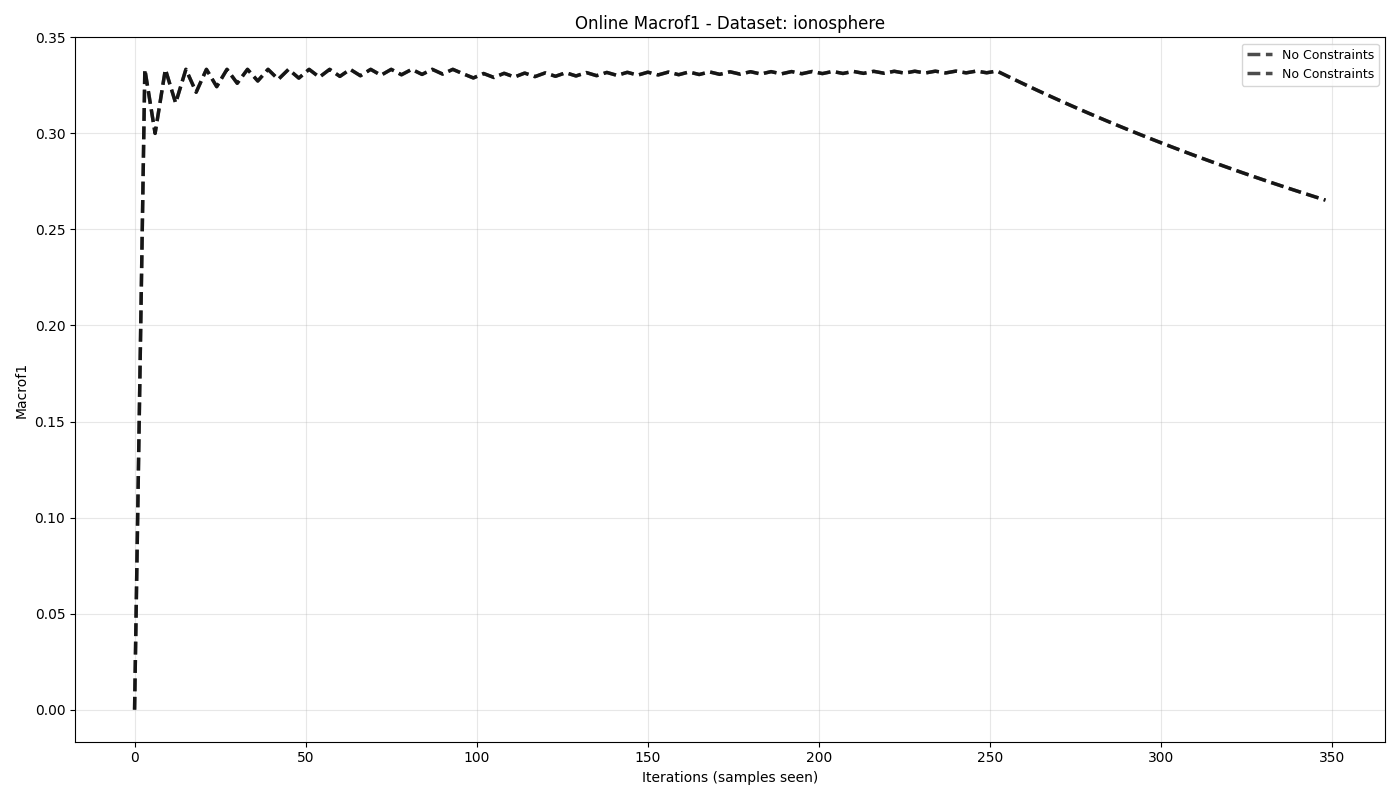 Online Macrof1 - Dataset: ionosphere
No Constraints
No Constraints
Macrof1
0.35
0.30
0.25
0.20
0.15
0.10
0.05
0.00
0 50 100 150 200 250 300 350
Iterations (samples seen)